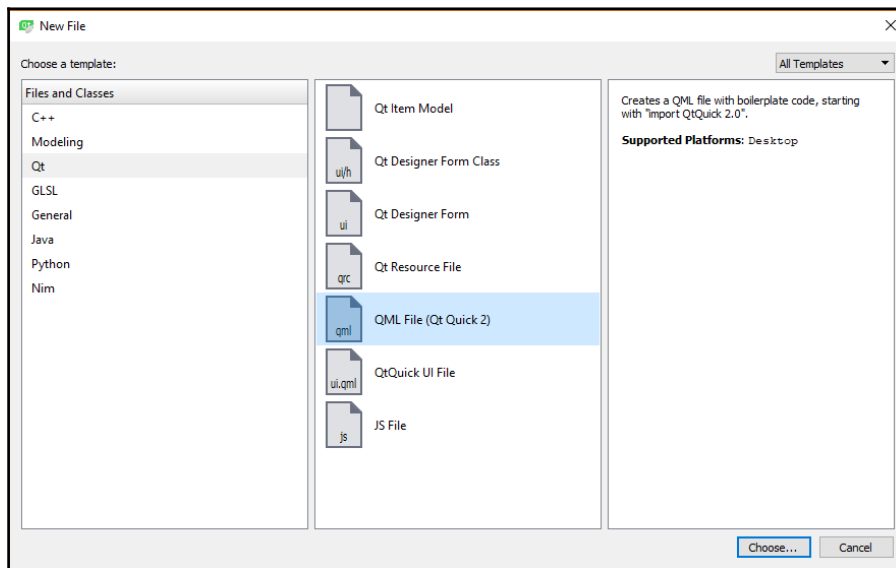 Qt
New File
Choose a template:
All Templates
Files and Classes
C++
Modeling
Qt
GLSL
General
Java
Python
Nim
Qt Item Model
ui/h
Qt Designer Form Class
ui
Qt Designer Form
qrc
Qt Resource File
qml
QML File (Qt Quick 2)
ui.qml
QtQuick UI File
js
JS File
Creates a QML file with boilerplate code, starting
with "import QtQuick 2.0".
Supported Platforms: Desktop
Choose...
Cancel